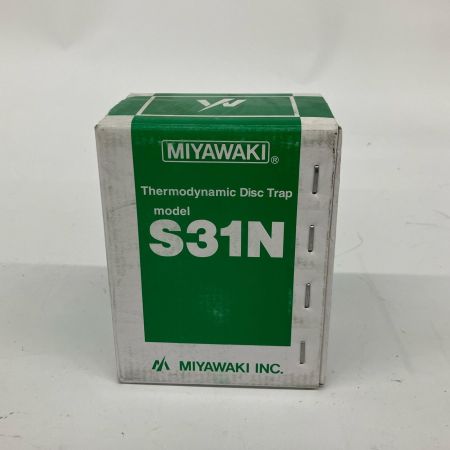 MIYAWAKI®
Thermodynamic Disc Trap
model
S31N
MIYAWAKI INC.